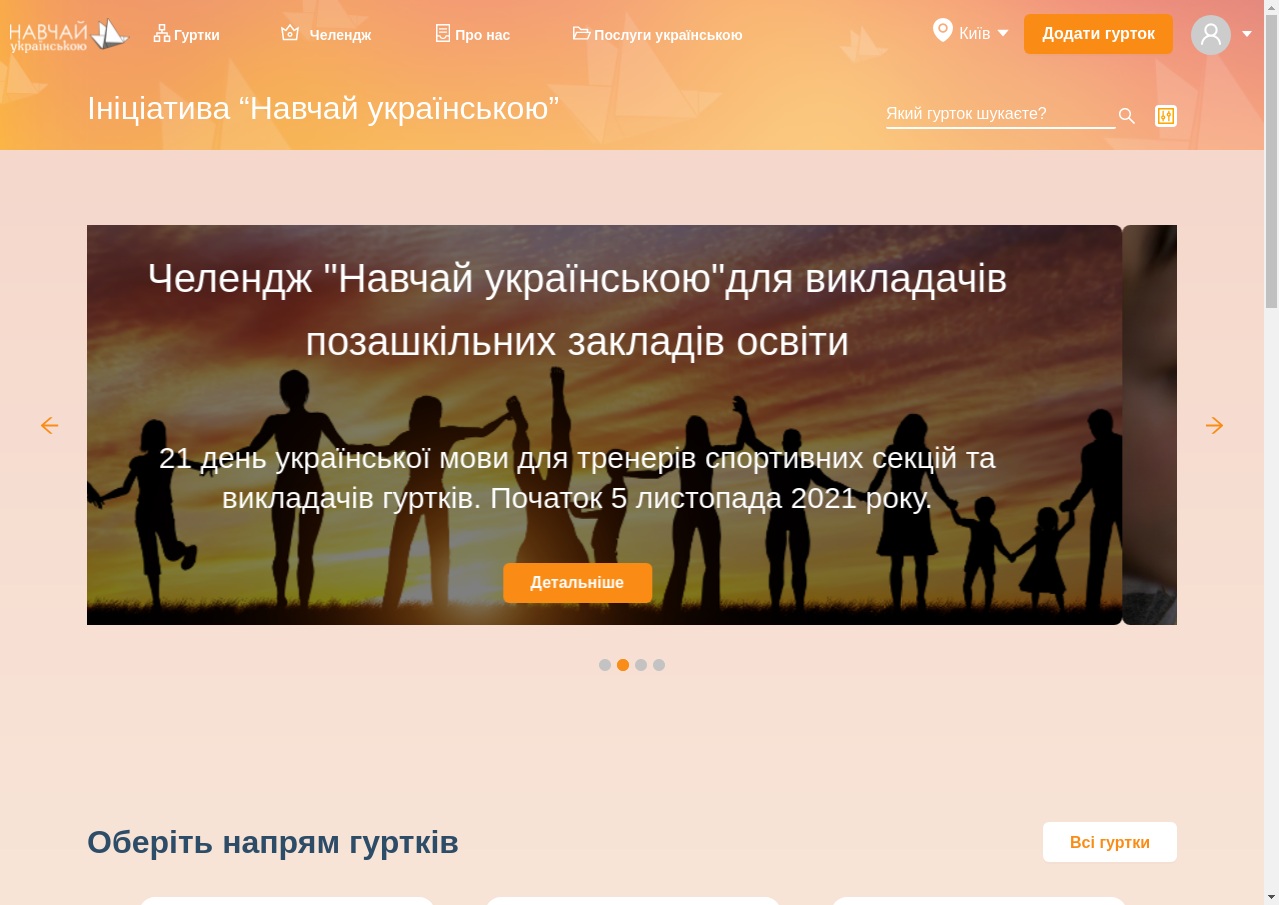 НАВЧАЙ
українською
Гуртки
Челендж
Про нас
Послуги українською
Київ
Додати гурток
Ініціатива “Навчай українською”
Який гурток шукаєте?
Челендж "Навчай українською"для викладачів
позашкільних закладів освіти
21 день української мови для тренерів спортивних секцій та
викладачів гуртків. Початок 5 листопада 2021 року.
Детальніше
Оберіть напрям гуртків
Всі гуртки